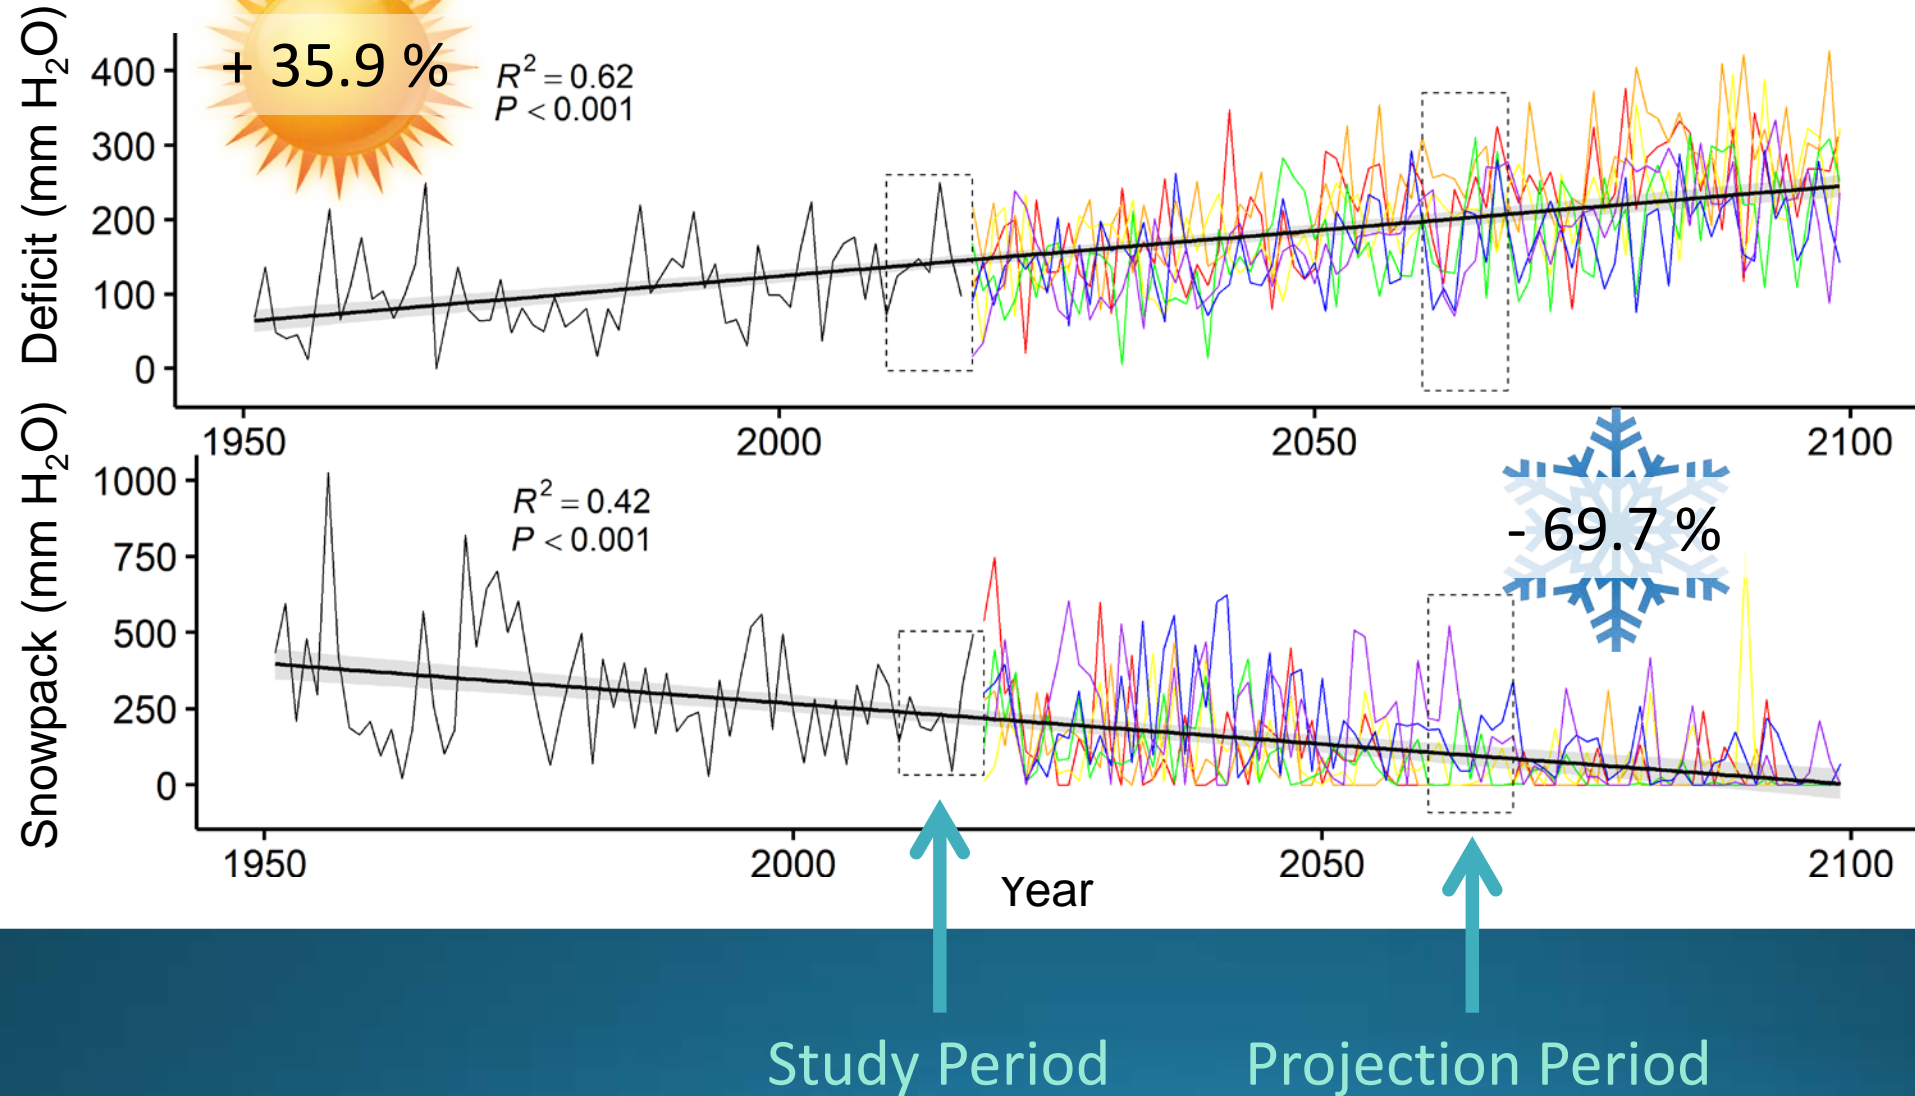 Deficit (mm H₂O)
+ 35.9 %
R² = 0.62
P < 0.001
400
300
200
100
0
1950 2000 2050 2100
Snowpack (mm H₂O)
R² = 0.42
P < 0.001
- 69.7 %
1000
750
500
250
0
1950 2000 2050 2100
Year
Study Period Projection Period